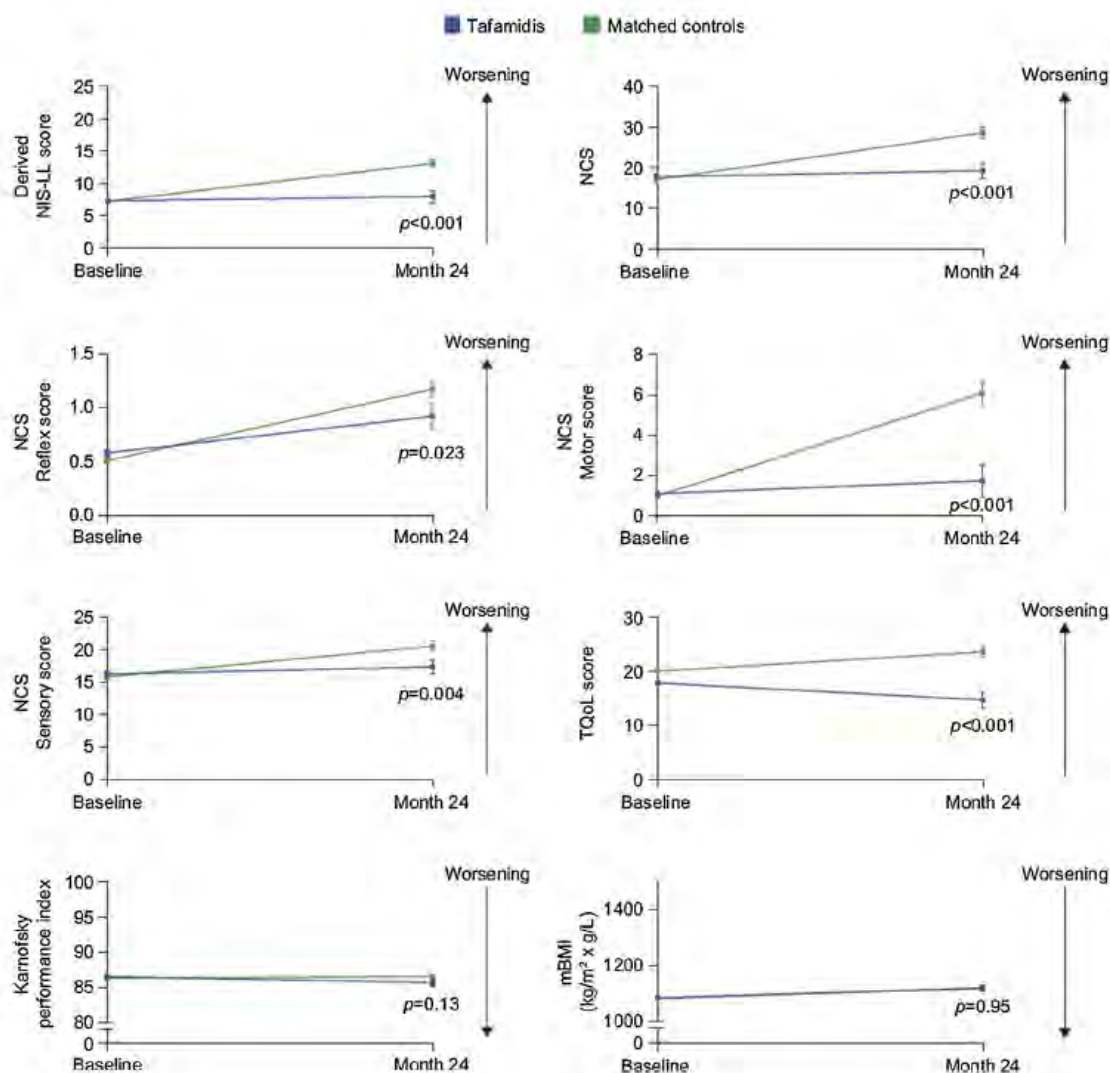 Tafamidis Matched controls
Worsening
25
20
15
10
5
0
Derived
NIS-LL score
p<0.001
Baseline Month 24
Worsening
40
30
20
10
0
NCS
p<0.001
Baseline Month 24
Worsening
1.5
1.0
0.5
0.0
NCS
Reflex score
p=0.023
Baseline Month 24
Worsening
8
6
4
2
0
NCS
Motor score
p<0.001
Baseline Month 24
Worsening
25
20
15
10
5
0
NCS
Sensory score
p=0.004
Baseline Month 24
Worsening
30
20
10
0
TQoL score
p<0.001
Baseline Month 24
Worsening
100
95
90
85
80
0
Karnofsky
performance index
p=0.13
Baseline Month 24
Worsening
1400
1200
1000
0
mBMI
(kg/m² x g/L)
p=0.95
Baseline Month 24